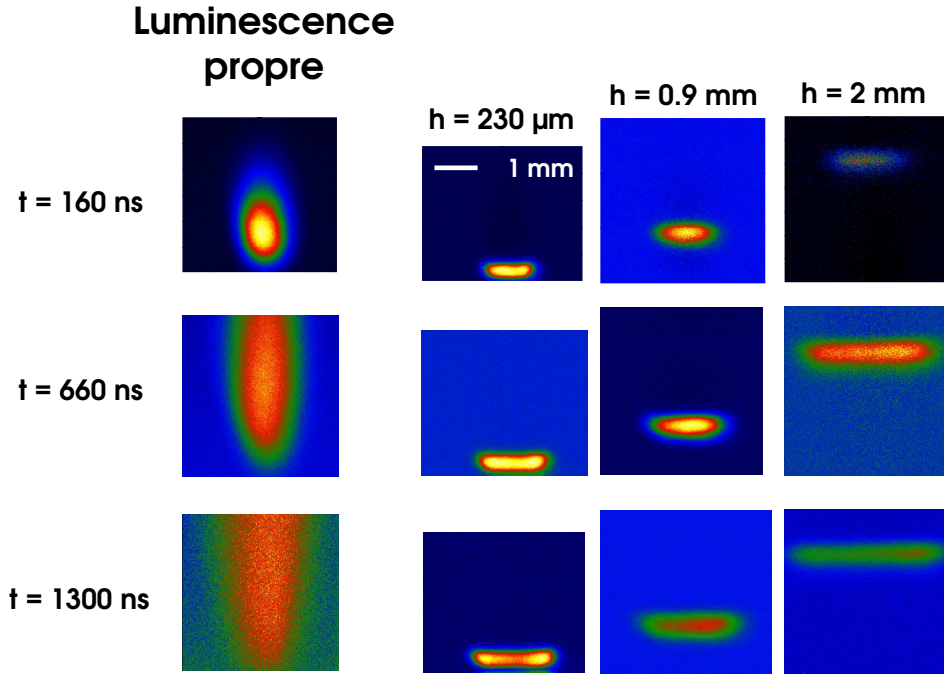 Luminescence
propre
h = 230 µm
h = 0.9 mm
h = 2 mm
1 mm
t = 160 ns
t = 660 ns
t = 1300 ns